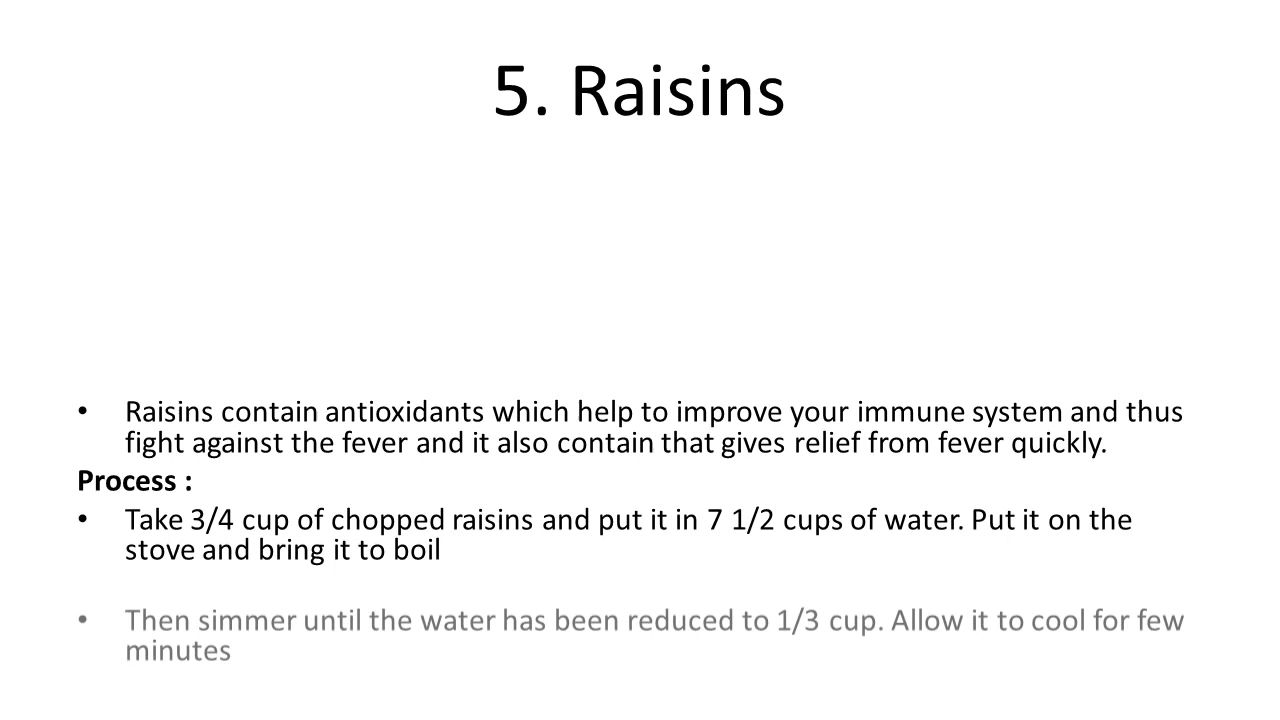 5. Raisins
• Raisins contain antioxidants which help to improve your immune system and thus
fight against the fever and it also contain that gives relief from fever quickly.
Process :
• Take 3/4 cup of chopped raisins and put it in 7 1/2 cups of water. Put it on the
stove and bring it to boil
• Then simmer until the water has been reduced to 1/3 cup. Allow it to cool for few
minutes